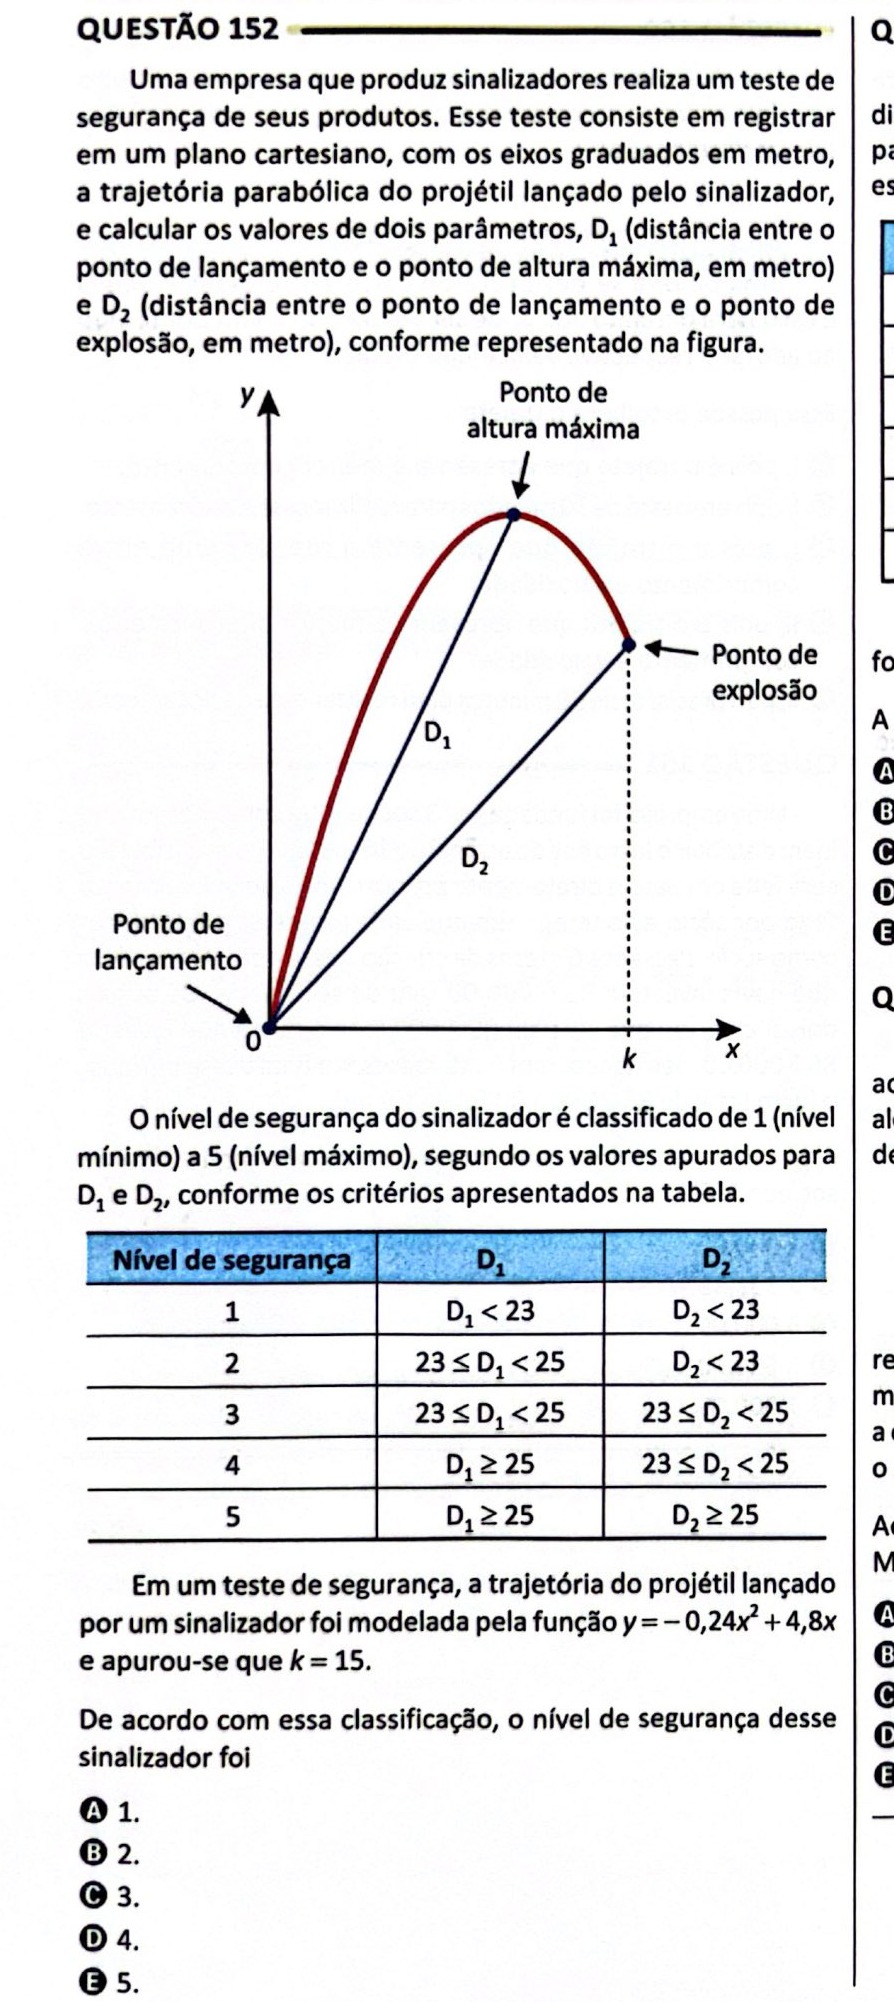 QUESTÃO 152
Uma empresa que produz sinalizadores realiza um teste de
segurança de seus produtos. Esse teste consiste em registrar
em um plano cartesiano, com os eixos graduados em metro,
a trajetória parabólica do projétil lançado pelo sinalizador,
e calcular os valores de dois parâmetros, D₁ (distância entre o
ponto de lançamento e o ponto de altura máxima, em metro)
e D₂ (distância entre o ponto de lançamento e o ponto de
explosão, em metro), conforme representado na figura.
y
Ponto de
altura máxima
Ponto de
explosão
D₁
D₂
Ponto de
lançamento
0
k
x
O nível de segurança do sinalizador é classificado de 1 (nível
mínimo) a 5 (nível máximo), segundo os valores apurados para
D₁ e D₂, conforme os critérios apresentados na tabela.
Nível de segurança D₁ D₂
1 D₁ < 23 D₂ < 23
2 23 ≤ D₁ < 25 D₂ < 23
3 23 ≤ D₁ < 25 23 ≤ D₂ < 25
4 D₁ ≥ 25 23 ≤ D₂ < 25
5 D₁ ≥ 25 D₂ ≥ 25
Em um teste de segurança, a trajetória do projétil lançado
por um sinalizador foi modelada pela função y = – 0,24x² + 4,8x
e apurou-se que k = 15.
De acordo com essa classificação, o nível de segurança desse
sinalizador foi
A 1.
B 2.
C 3.
D 4.
E 5.
Q
di
pa
es
fo
A
A
B
C
D
E
Q
ac
al
de
re
m
a
o
A
M
A
B
C
D
E